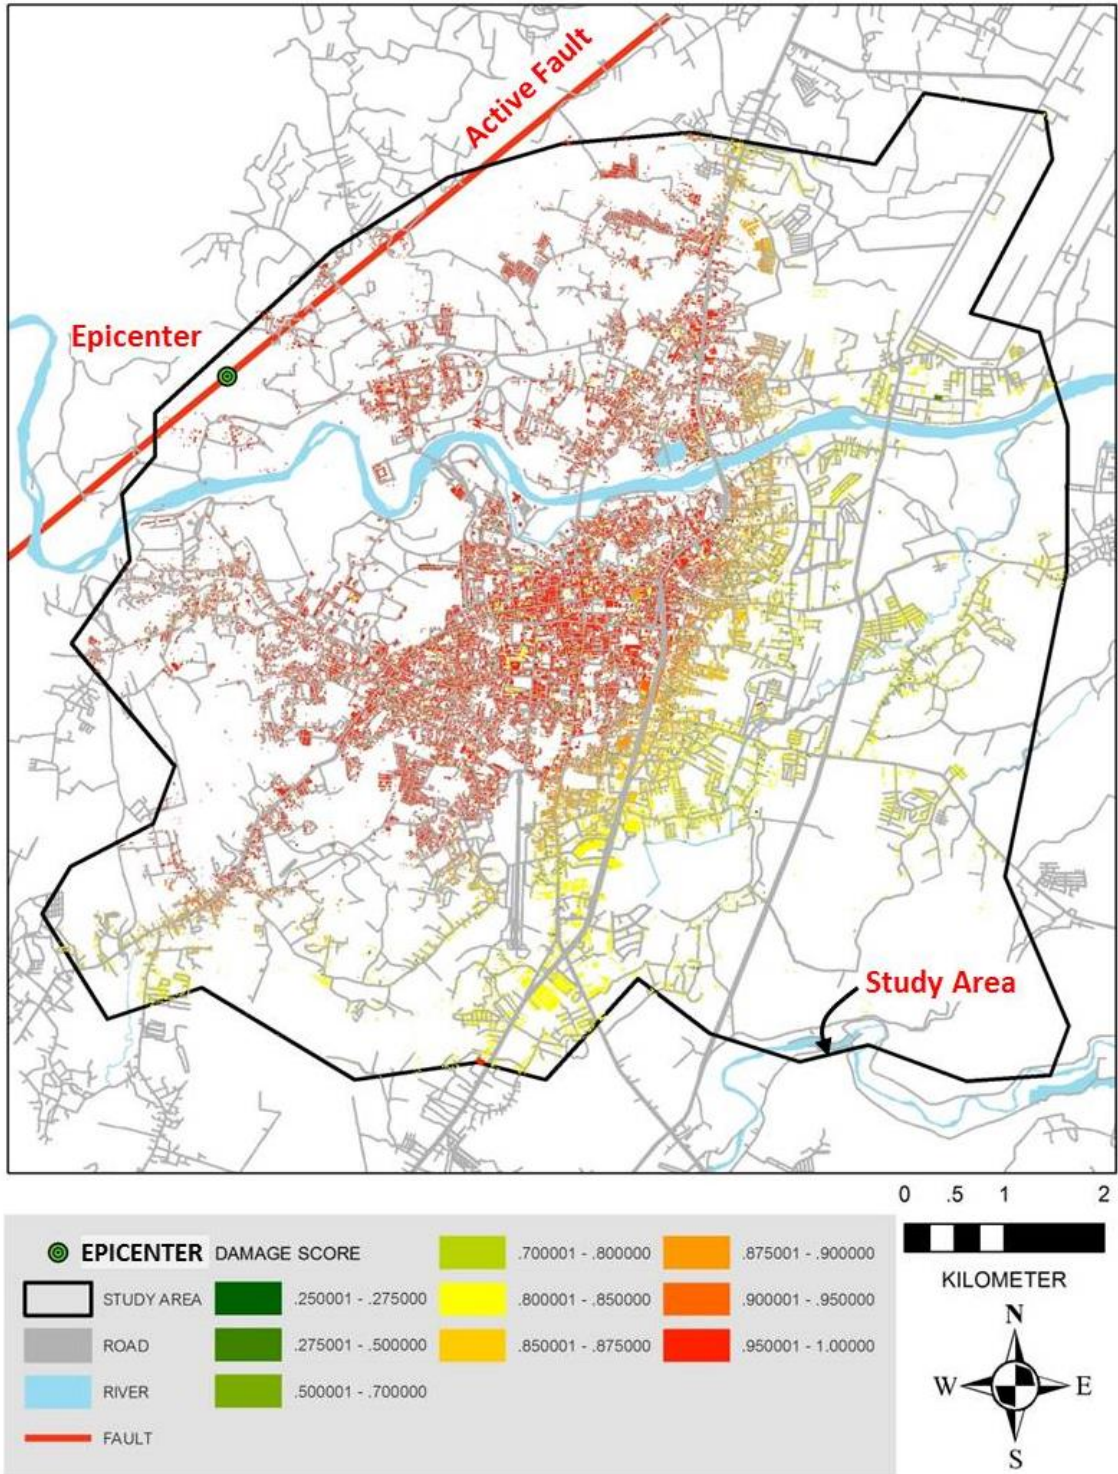 Active Fault
Epicenter
Study Area
0 .5 1 2
KILOMETER
N
W E
S
EPICENTER
STUDY AREA
ROAD
RIVER
FAULT
DAMAGE SCORE
.250001 - .275000
.275001 - .500000
.500001 - .700000
.700001 - .800000
.800001 - .850000
.850001 - .875000
.875001 - .900000
.900001 - .950000
.950001 - 1.00000